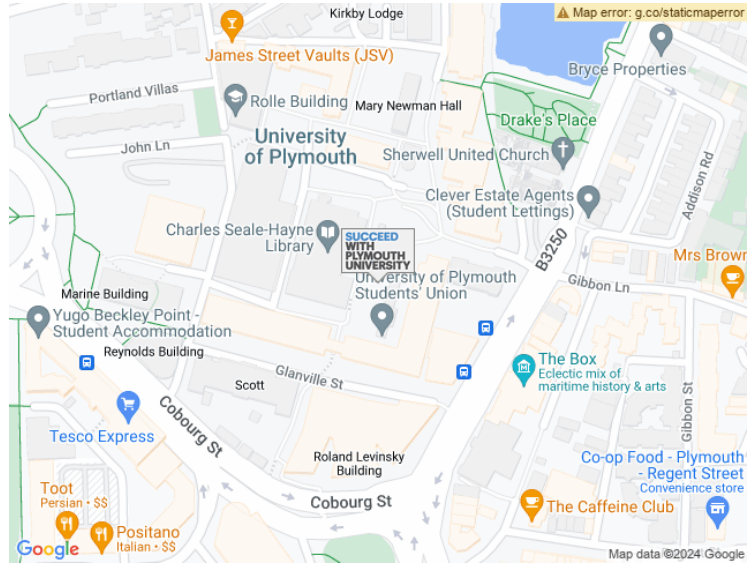 Kirkby Lodge
Map error: g.co/staticmaperror
James Street Vaults (JSV)
Bryce Properties
Portland Villas
Rolle Building
Mary Newman Hall
Drake's Place
University
of Plymouth
John Ln
Sherwell United Church
Addison Rd
Clever Estate Agents
(Student Lettings)
Charles Seale-Hayne
Library
SUCCEED
WITH
PLYMOUTH
UNIVERSITY
B3250
Mrs Brown
University of Plymouth
Students' Union
Gibbon Ln
Marine Building
Yugo Beckley Point -
Student Accommodation
Reynolds Building
The Box
Eclectic mix of
maritime history & arts
Glanville St
Scott
Gibbon St
Cobourg St
Tesco Express
Roland Levinsky
Building
Co-op Food - Plymouth
- Regent Street
Convenience store
Toot
Persian • $$
Cobourg St
The Caffeine Club
Positano
Italian • $$
Google
Map data ©2024 Google